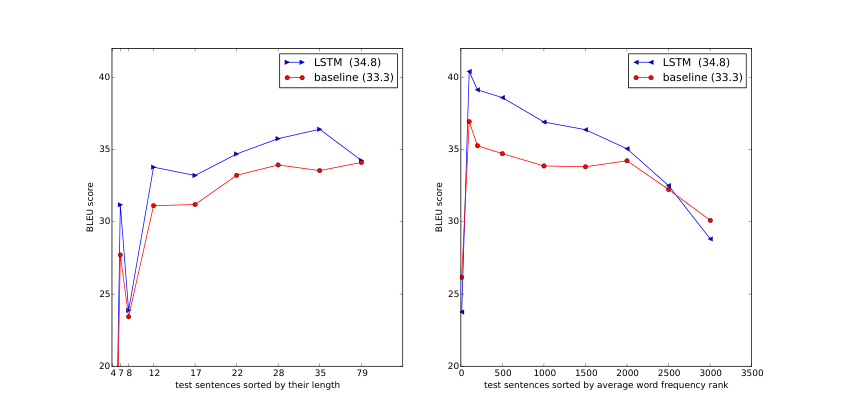 LSTM (34.8)
baseline (33.3)
BLEU score
40
35
30
25
20
4 7 8 12 17 22 28 35 79
test sentences sorted by their length
LSTM (34.8)
baseline (33.3)
BLEU score
40
35
30
25
20
0 500 1000 1500 2000 2500 3000 3500
test sentences sorted by average word frequency rank